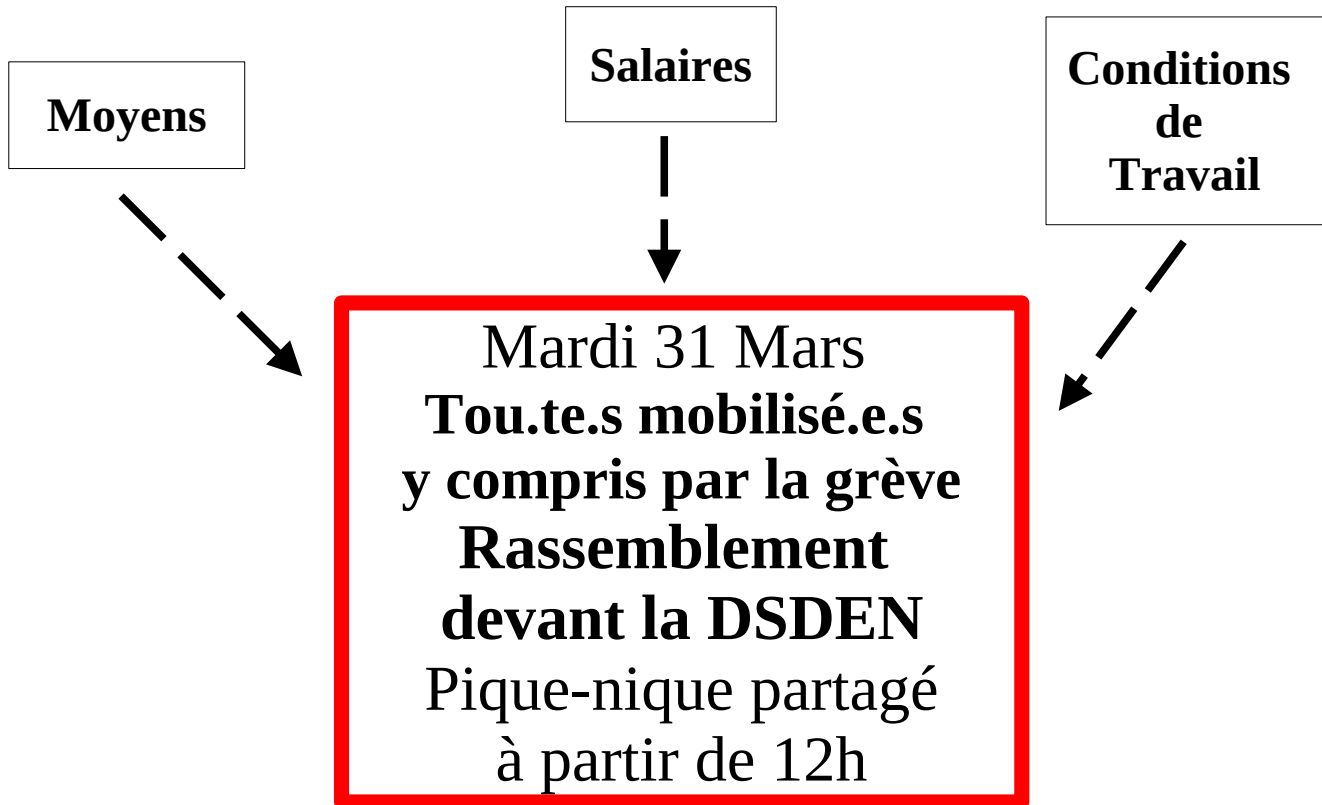 Moyens
Salaires
Conditions
de
Travail
Mardi 31 Mars
Tou.te.s mobilisé.e.s
y compris par la grève
Rassemblement
devant la DSDEN
Pique-nique partagé
à partir de 12h